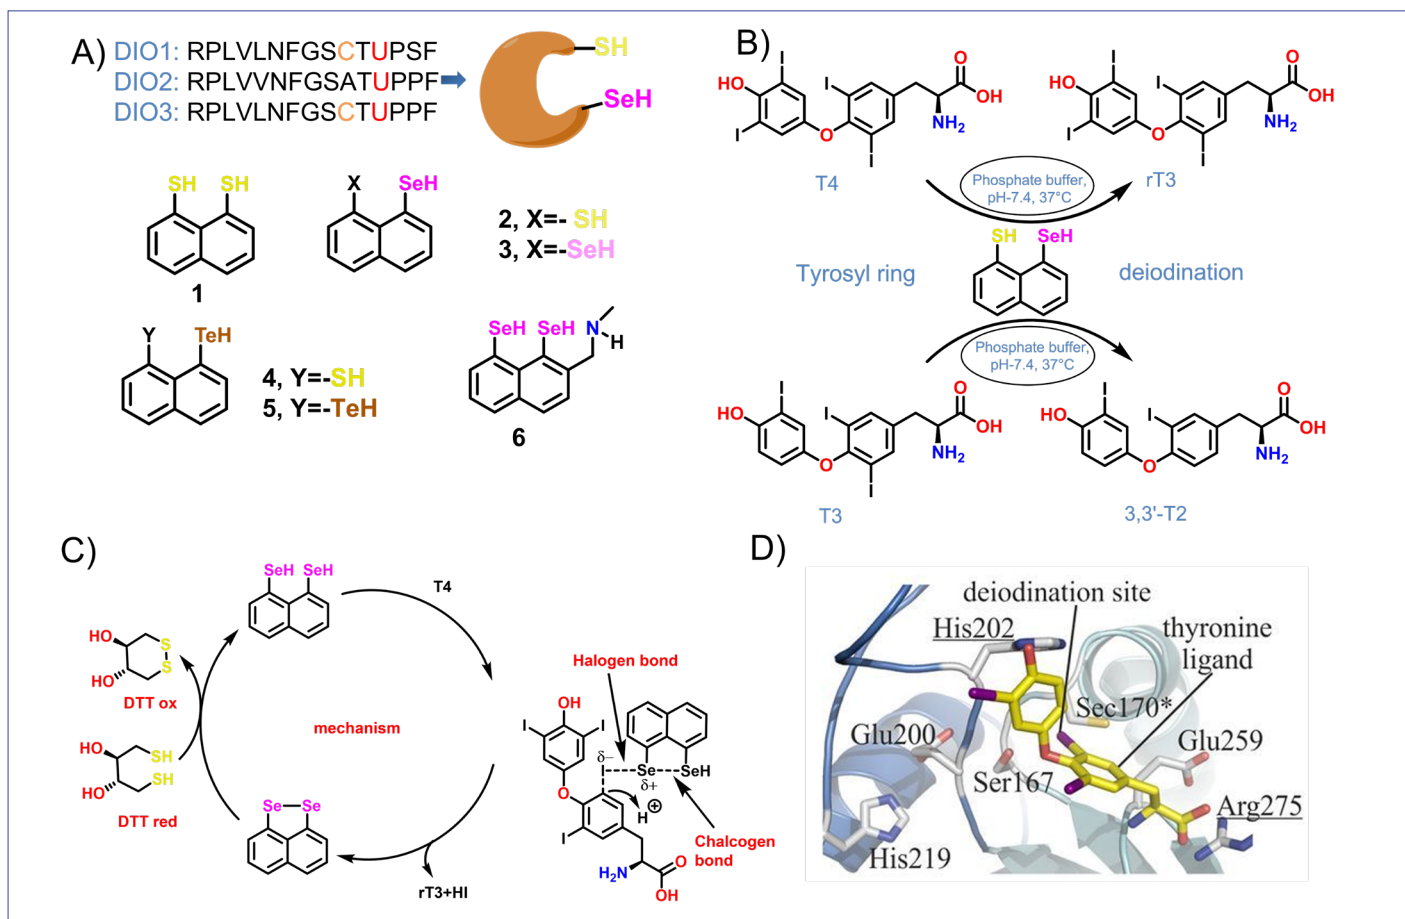 A)
DIO1: RPLVLNFGSCTUPSF
DIO2: RPLVVNFGSATUPPF
DIO3: RPLVLNFGSCTUPPF
SH
SeH
SH SH
1
X SeH
2, X=- SH
3, X=-SeH
Y TeH
4, Y=-SH
5, Y=-TeH
SeH SeH N
H
6
B)
I
HO I O
OH
I O NH₂
I
T4
I
HO I O
OH
I O NH₂
I
rT3
Phosphate buffer,
pH-7.4, 37°C
SH SeH
Tyrosyl ring
deiodination
Phosphate buffer,
pH-7.4, 37°C
I
HO I O
OH
O NH₂
I
T3
I
HO I O
OH
O NH₂
3,3'-T2
C)
SeH SeH
T4
HO
S
S
HO
DTT ox
mechanism
HO
SH
SH
HO
DTT red
Se Se
rT3+HI
Halogen bond
OH
I I
δ−
I Se SeH
δ+
O
H ⊕
I
Chalcogen
bond
H₂N O
OH
D)
deiodination site
His202
thyronine
ligand
Sec170*
Glu200
Glu259
Ser167
Arg275
His219